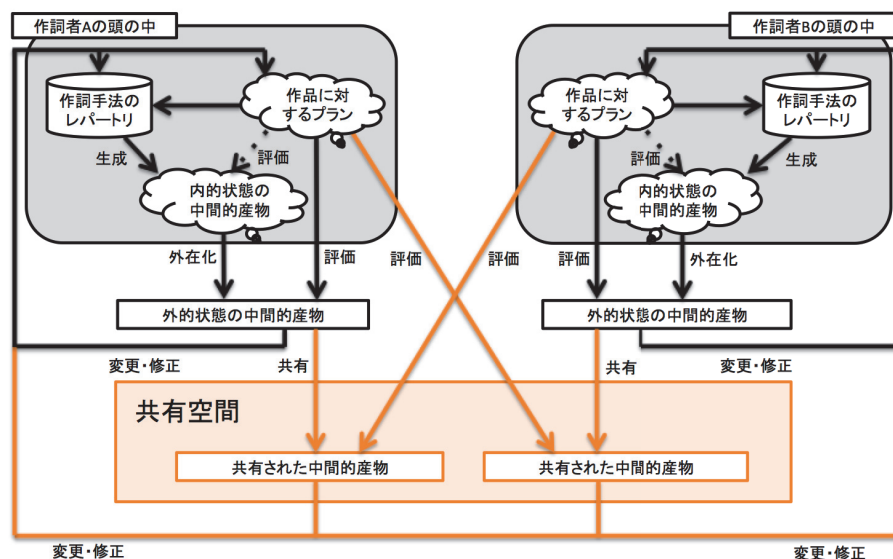 作詞者Aの頭の中
作詞者Bの頭の中
作詞手法の
レパートリ
作品に対
するプラン
生成
評価
内的状態の
中間的産物
外在化
評価
評価
外的状態の中間的産物
変更・修正
共有
作品に対
するプラン
作詞手法の
レパートリ
評価
生成
内的状態の
中間的産物
評価
評価
外在化
外的状態の中間的産物
共有
変更・修正
共有空間
共有された中間的産物
共有された中間的産物
変更・修正
変更・修正